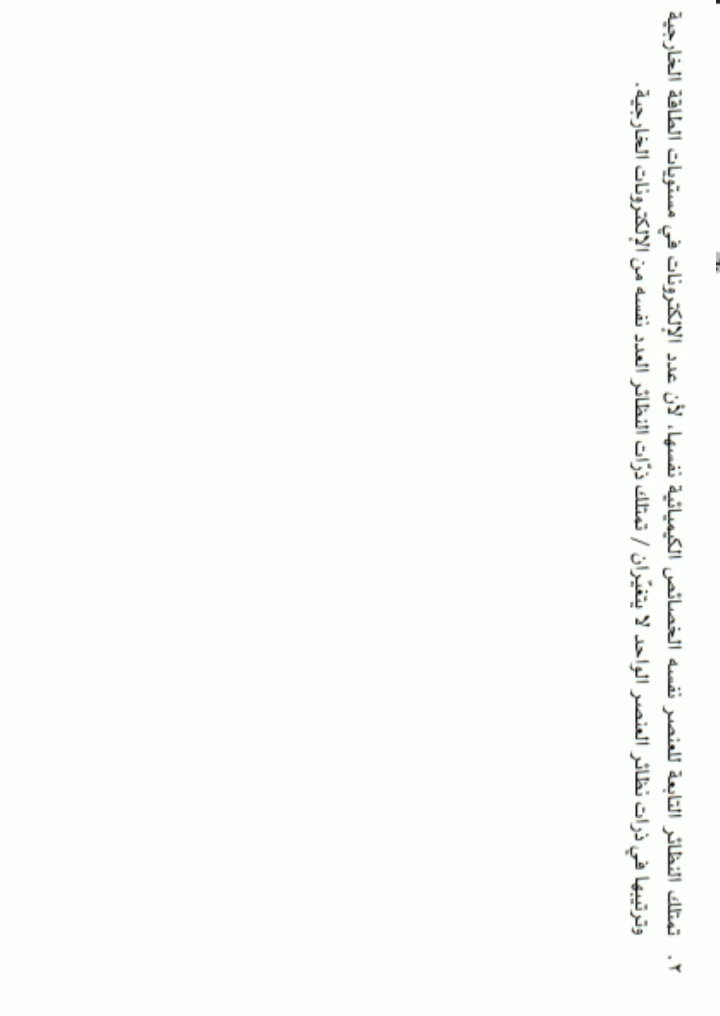 ٢. تمتلك النظائر التابعة للعنصر نفسه الخصائص الكيميائية نفسها، لأن عدد الإلكترونات في مستويات الطاقة الخارجية
وترتيبها في ذرات نظائر العنصر الواحد لا يتغيّران / تمتلك ذرّات النظائر العدد نفسه من الإلكترونات الخارجية.